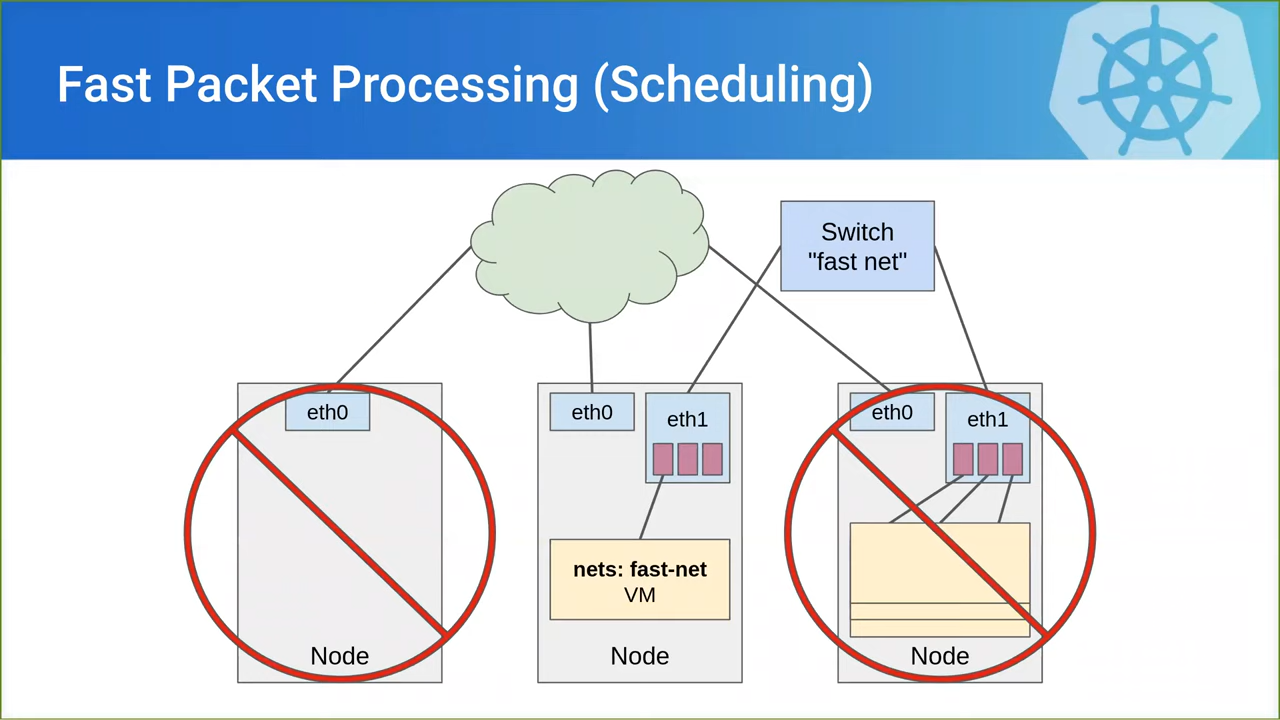 Fast Packet Processing (Scheduling)
Switch
"fast net"
eth0
eth0
eth1
eth0
eth1
nets: fast-net
VM
Node
Node
Node